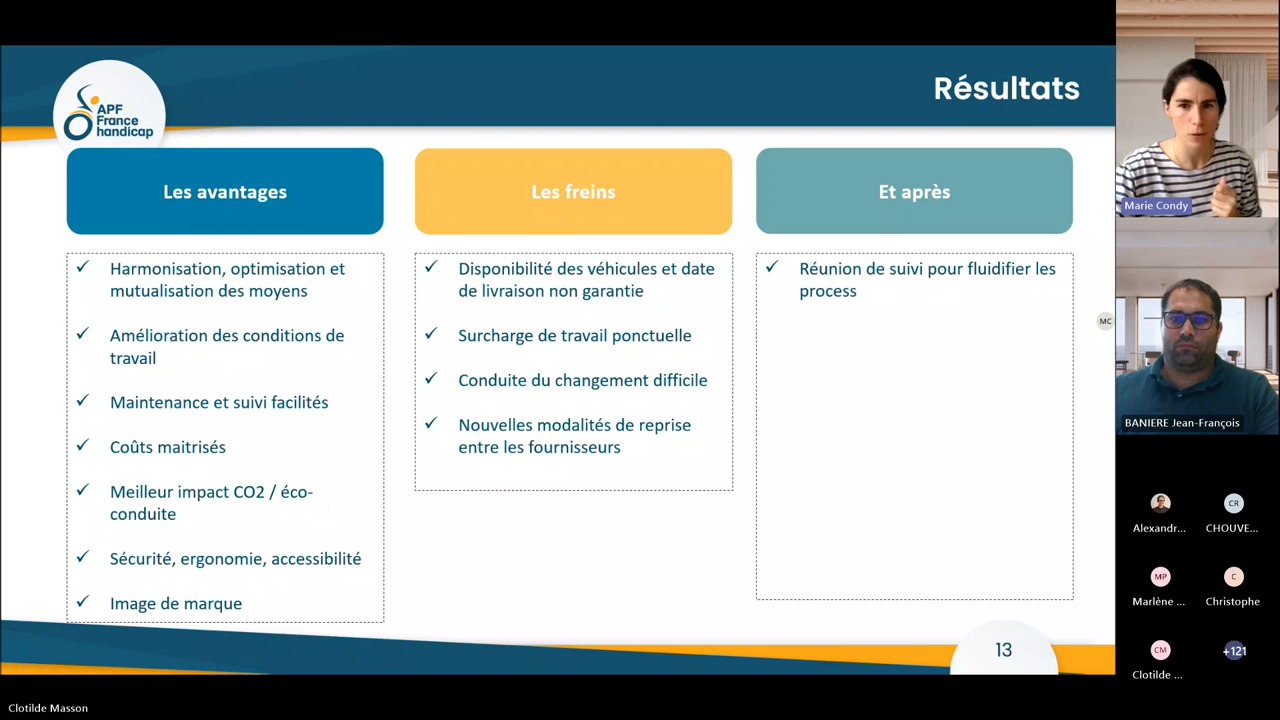 Résultats
APF
France
handicap
Les avantages
Harmonisation, optimisation et
mutualisation des moyens
Amélioration des conditions de
travail
Maintenance et suivi facilités
Coûts maitrisés
Meilleur impact CO2 / éco-
conduite
Sécurité, ergonomie, accessibilité
Image de marque
Les freins
Disponibilité des véhicules et date
de livraison non garantie
Surcharge de travail ponctuelle
Conduite du changement difficile
Nouvelles modalités de reprise
entre les fournisseurs
Et après
Réunion de suivi pour fluidifier les
process
13
Marie Condy
MC
BANIERE Jean-François
Alexandr...
CR
CHOUVE...
MP
Marlène ...
C
Christophe
CM
Clotilde ...
+121
Clotilde Masson